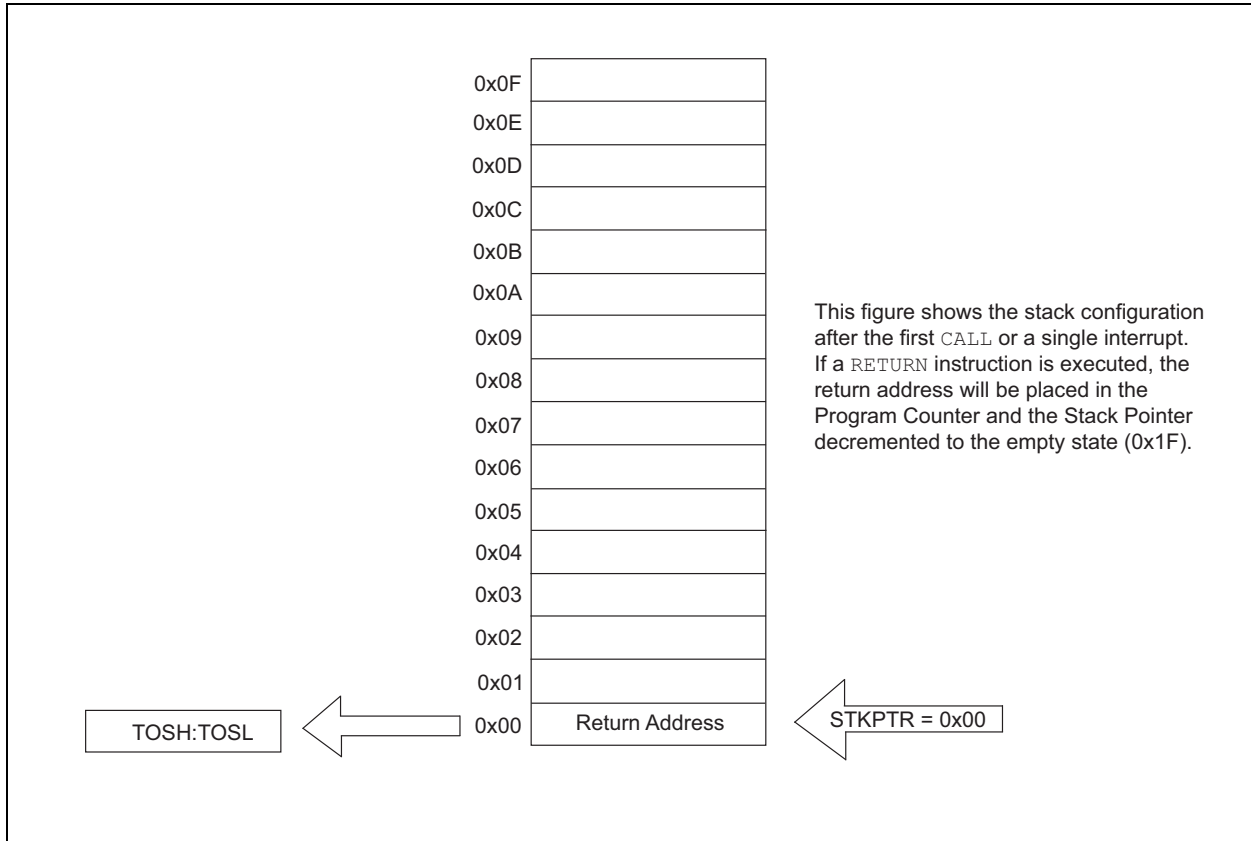 0x0F
0x0E
0x0D
0x0C
0x0B
0x0A
0x09
0x08
0x07
0x06
0x05
0x04
0x03
0x02
0x01
0x00
This figure shows the stack configuration
after the first CALL or a single interrupt.
If a RETURN instruction is executed, the
return address will be placed in the
Program Counter and the Stack Pointer
decremented to the empty state (0x1F).
TOSH:TOSL
Return Address
STKPTR = 0x00